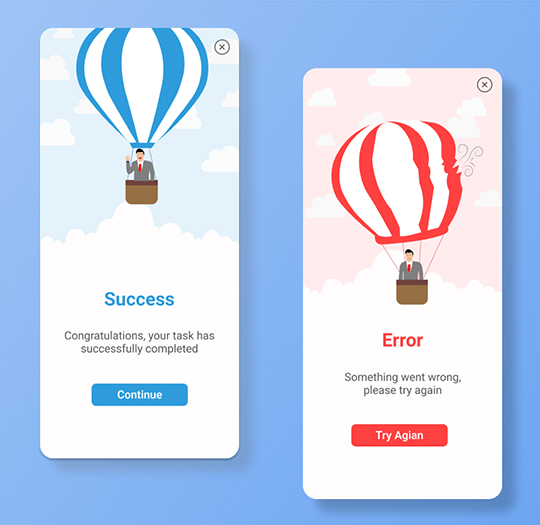 Success
Congratulations, your task has
successfully completed
Continue
Error
Something went wrong,
please try again
Try Agian